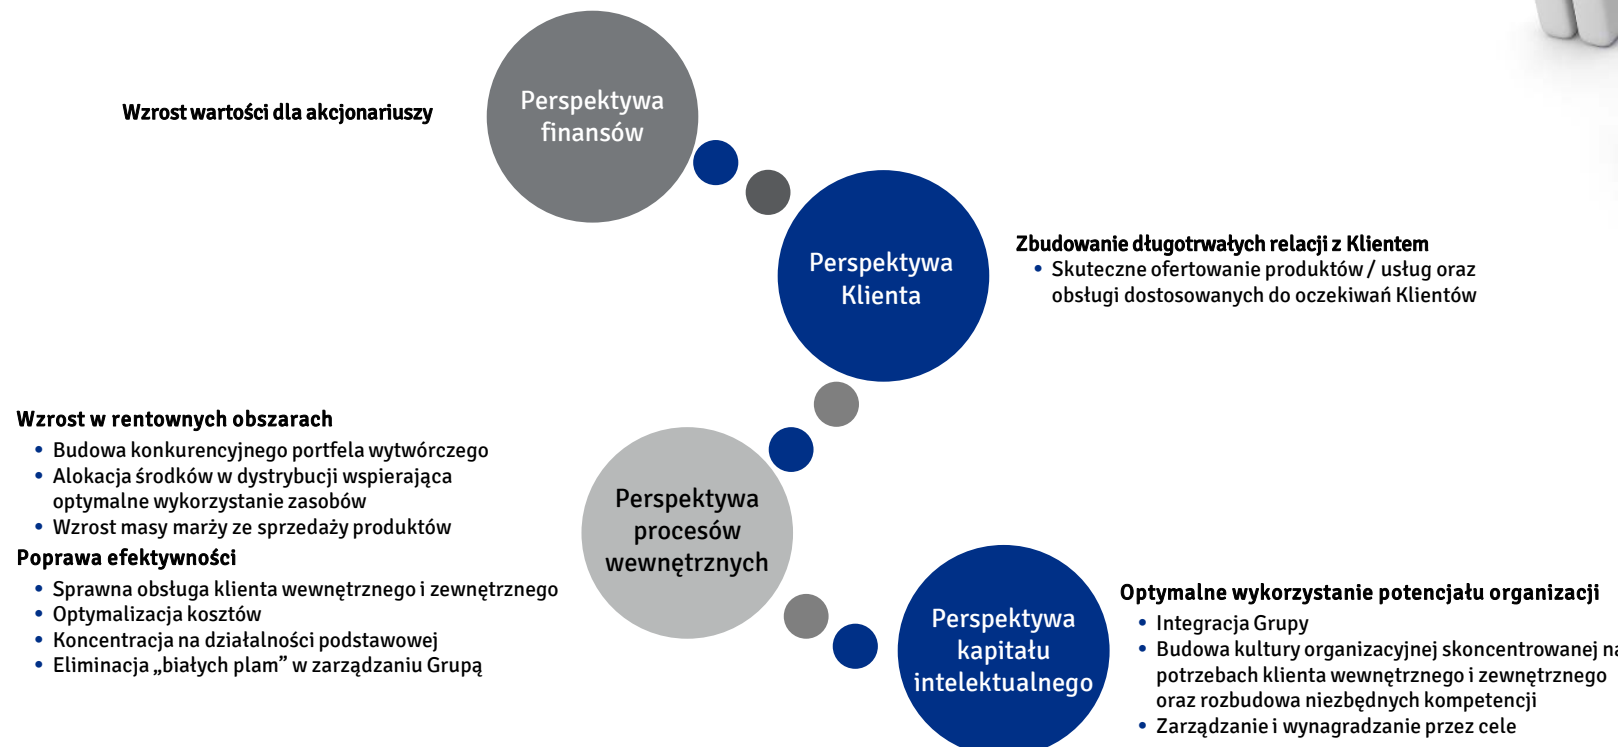 Wzrost wartości dla akcjonariuszy
Perspektywa
finansów
Perspektywa
Klienta
Zbudowanie długotrwałych relacji z Klientem
• Skuteczne ofertowanie produktów / usług oraz
obsługi dostosowanych do oczekiwań Klientów
Wzrost w rentownych obszarach
• Budowa konkurencyjnego portfela wytwórczego
• Alokacja środków w dystrybucji wspierająca
optymalne wykorzystanie zasobów
• Wzrost masy marży ze sprzedaży produktów
Poprawa efektywności
• Sprawna obsługa klienta wewnętrznego i zewnętrznego
• Optymalizacja kosztów
• Koncentracja na działalności podstawowej
• Eliminacja „białych plam” w zarządzaniu Grupą
Perspektywa
procesów
wewnętrznych
Perspektywa
kapitału
intelektualnego
Optymalne wykorzystanie potencjału organizacji
• Integracja Grupy
• Budowa kultury organizacyjnej skoncentrowanej na
potrzebach klienta wewnętrznego i zewnętrznego
oraz rozbudowa niezbędnych kompetencji
• Zarządzanie i wynagradzanie przez cele